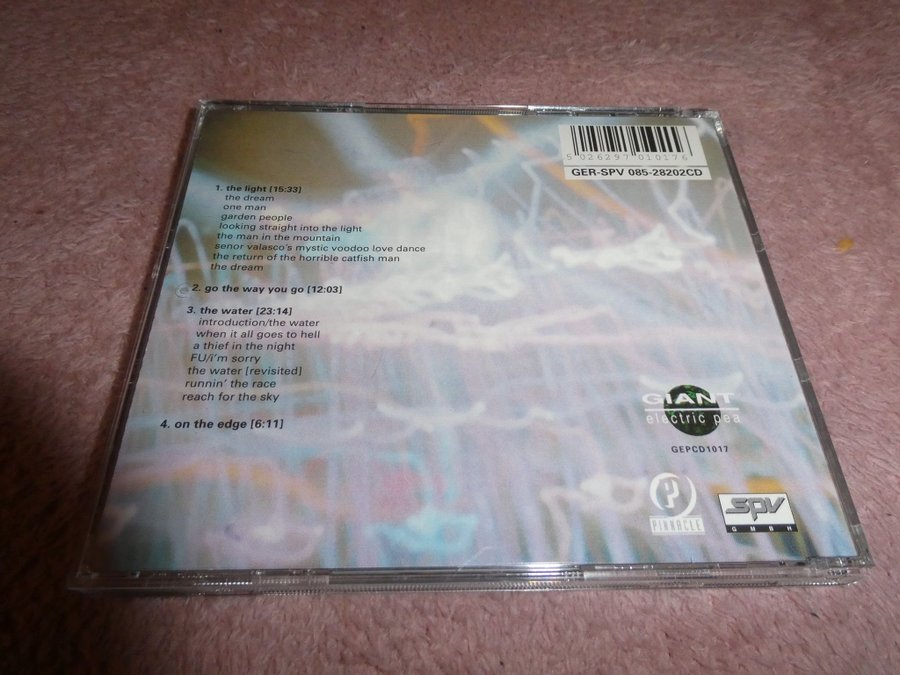 5 026297 010176
GER-SPV 085-28202CD
1. the light [15:33]
the dream
one man
garden people
looking straight into the light
the man in the mountain
senor valasco's mystic voodoo love dance
the return of the horrible catfish man
the dream
2. go the way you go [12:03]
3. the water [23:14]
introduction/the water
when it all goes to hell
a thief in the night
FU/i'm sorry
the water [revisited]
runnin' the race
reach for the sky
4. on the edge [6:11]
GIANT
electric pea
GEPCD1017
P
PINNACLE
spv
GMBH